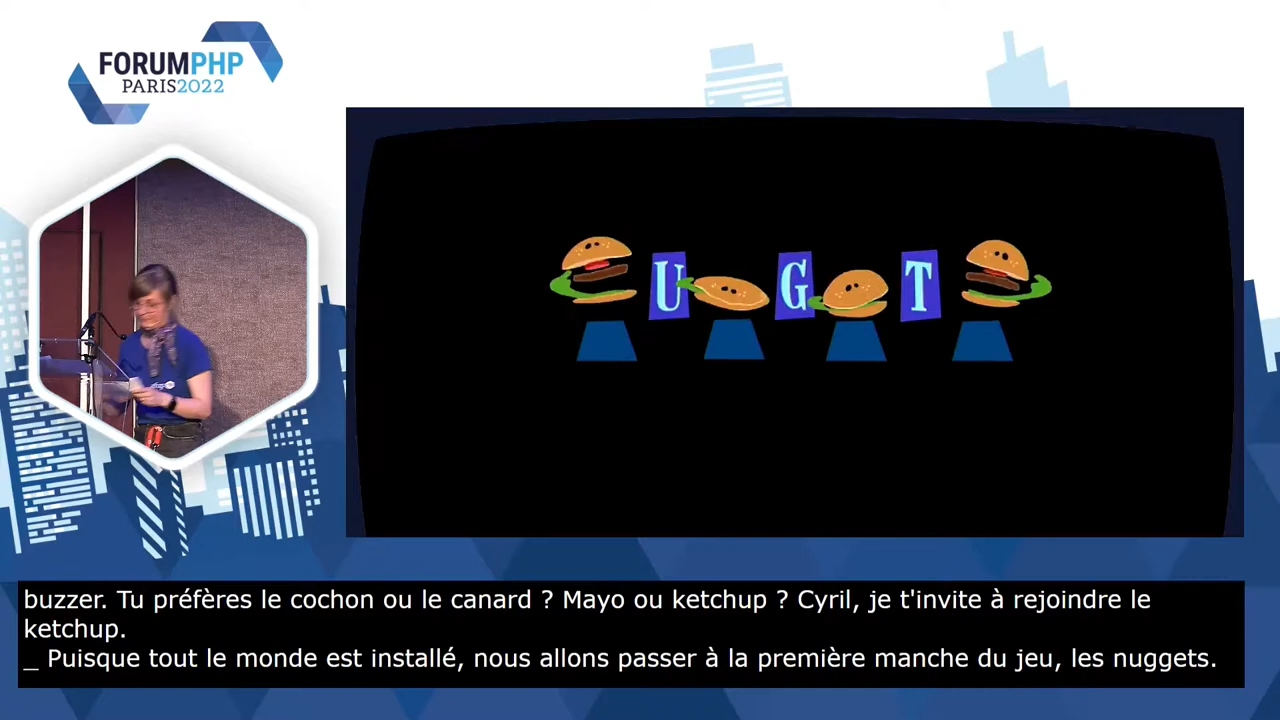 FORUMPHP
PARIS2022
U G T
buzzer. Tu préfères le cochon ou le canard ? Mayo ou ketchup ? Cyril, je t'invite à rejoindre le
ketchup.
_ Puisque tout le monde est installé, nous allons passer à la première manche du jeu, les nuggets.